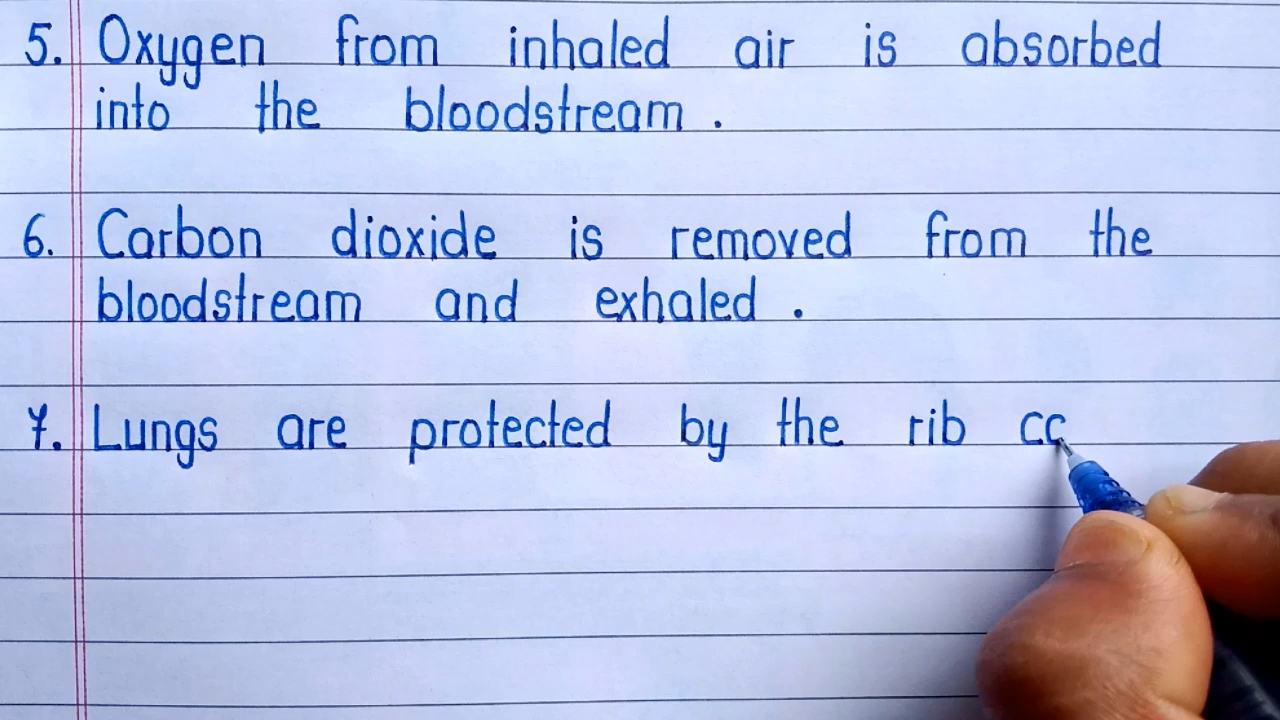 5. Oxygen from inhaled air is absorbed
into the bloodstream .
6. Carbon dioxide is removed from the
bloodstream and exhaled .
7. Lungs are protected by the rib